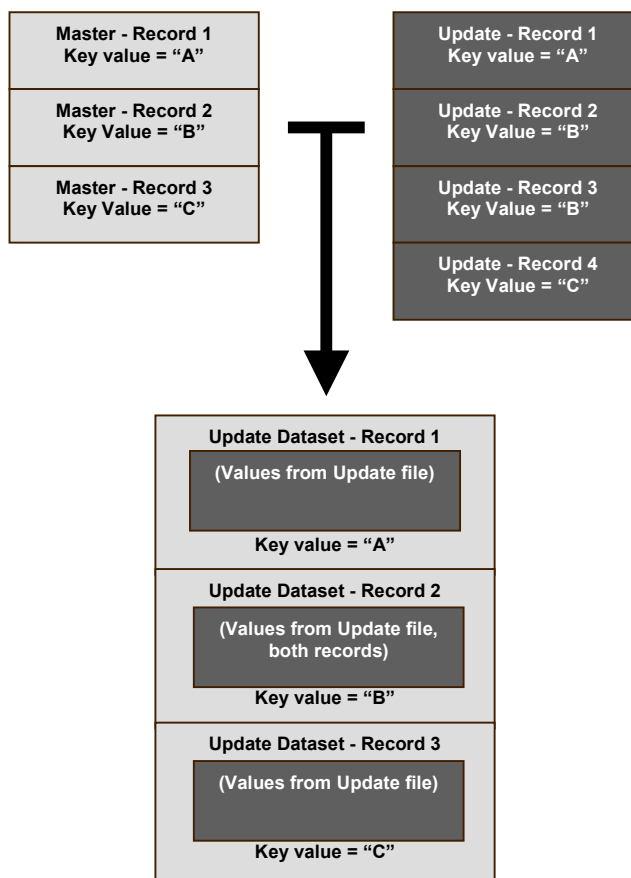 Master - Record 1
Key value = “A”
Master - Record 2
Key Value = “B”
Master - Record 3
Key Value = “C”
Update - Record 1
Key value = “A”
Update - Record 2
Key Value = “B”
Update - Record 3
Key Value = “B”
Update - Record 4
Key Value = “C”
Update Dataset - Record 1
(Values from Update file)
Key value = “A”
Update Dataset - Record 2
(Values from Update file,
both records)
Key value = “B”
Update Dataset - Record 3
(Values from Update file)
Key value = “C”